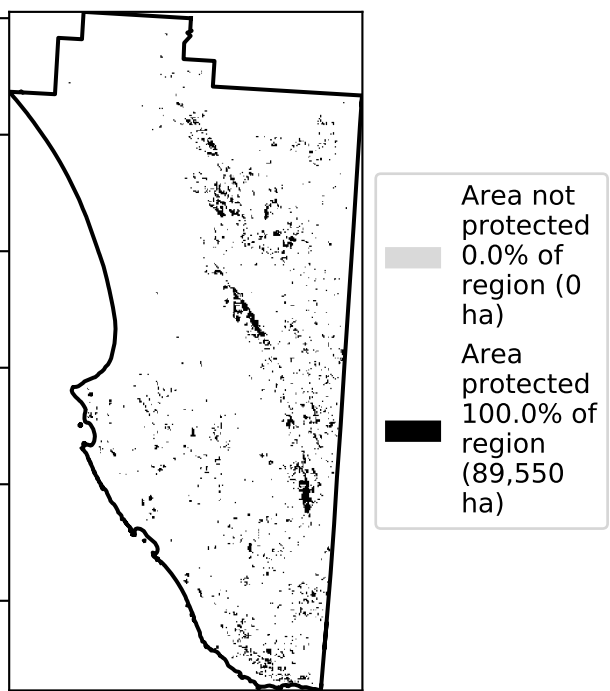 Area not
protected
0.0% of
region (0
ha)
Area
protected
100.0% of
region
(89,550
ha)